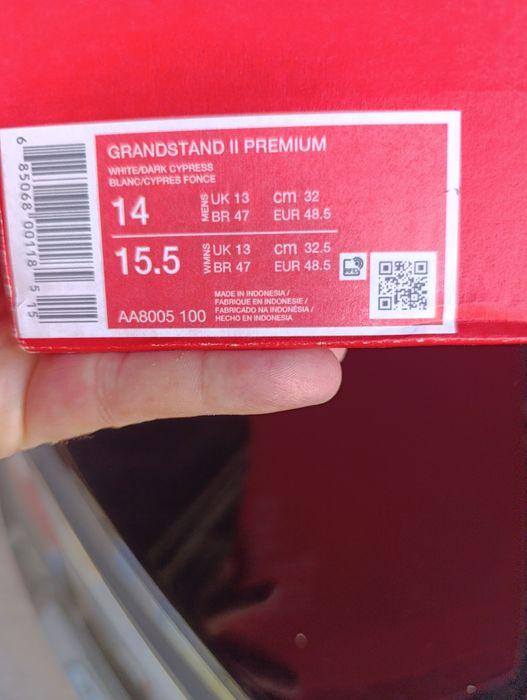 GRANDSTAND II PREMIUM
WHITE/DARK CYPRESS
BLANC/CYPRES FONCE
14 MENS UK 13 cm 32
BR 47 EUR 48.5
15.5 WMNS UK 13 cm 32.5
BR 47 EUR 48.5
MADE IN INDONESIA /
FABRIQUE EN INDONESIE /
FABRICADO NA INDONÉSIA /
HECHO EN INDONESIA
AA8005 100
6 85068 00118 5 15